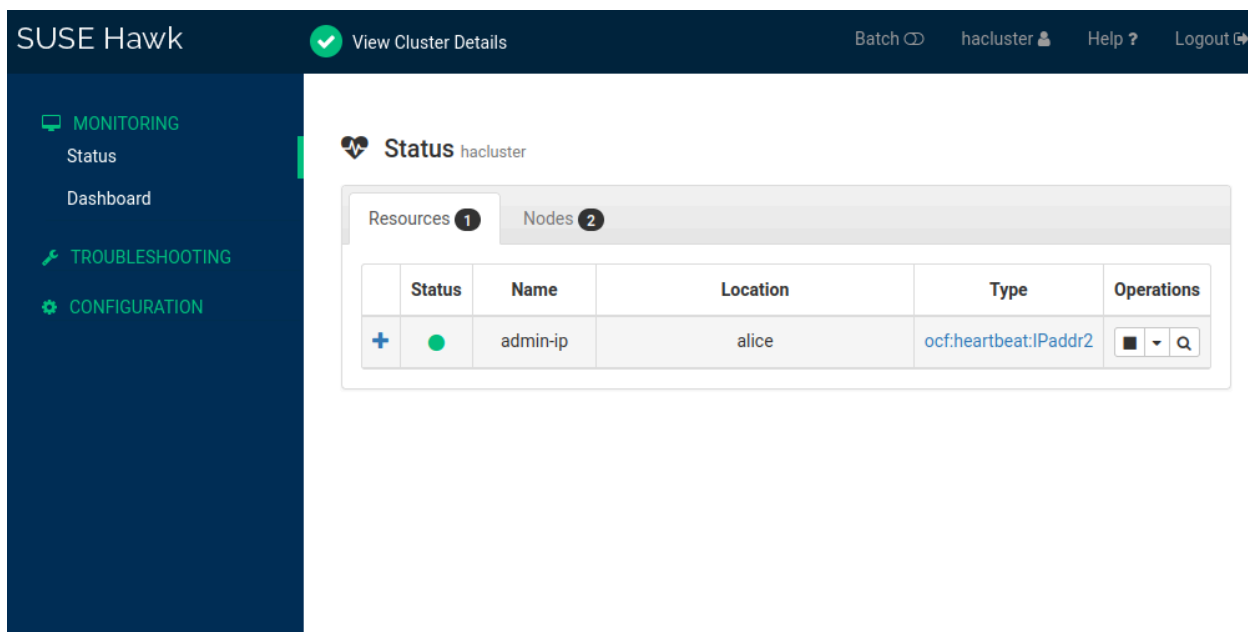 SUSE Hawk
View Cluster Details
Batch
hacluster
Help ?
Logout
MONITORING
Status
Dashboard
TROUBLESHOOTING
CONFIGURATION
Status hacluster
Resources 1
Nodes 2
Status Name Location Type Operations
admin-ip alice ocf:heartbeat:IPaddr2